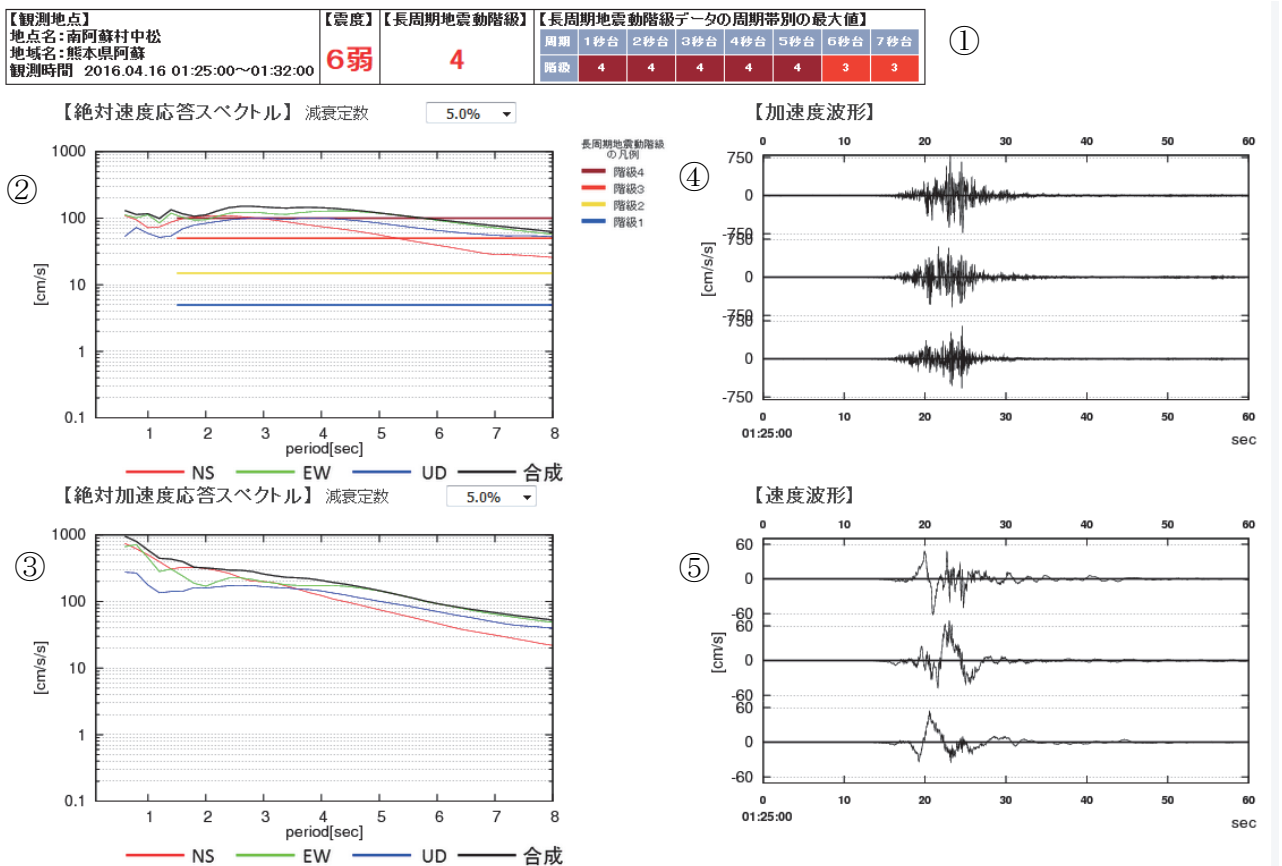 【観測地点】
地点名：南阿蘇村中松
地域名：熊本県阿蘇
観測時間 2016.04.16 01:25:00～01:32:00
【震度】
6弱
【長周期地震動階級】
4
【長周期地震動階級データの周期帯別の最大値】
周期 1秒台 2秒台 3秒台 4秒台 5秒台 6秒台 7秒台
階級 4 4 4 4 4 3 3
①
【絶対速度応答スペクトル】 減衰定数 5.0%
②
1000
100
10
1
0.1
[cm/s]
1 2 3 4 5 6 7 8
period[sec]
NS EW UD 合成
長周期地震動階級
の凡例
階級4
階級3
階級2
階級1
【絶対加速度応答スペクトル】 減衰定数 5.0%
③
1000
100
10
1
0.1
[cm/s/s]
1 2 3 4 5 6 7 8
period[sec]
NS EW UD 合成
【加速度波形】
④
0 10 20 30 40 50 60
750
0
-750
750
0
-750
750
0
-750
[cm/s/s]
0 10 20 30 40 50 60
01:25:00
sec
【速度波形】
⑤
0 10 20 30 40 50 60
60
0
-60
60
0
-60
60
0
-60
[cm/s]
0 10 20 30 40 50 60
01:25:00
sec